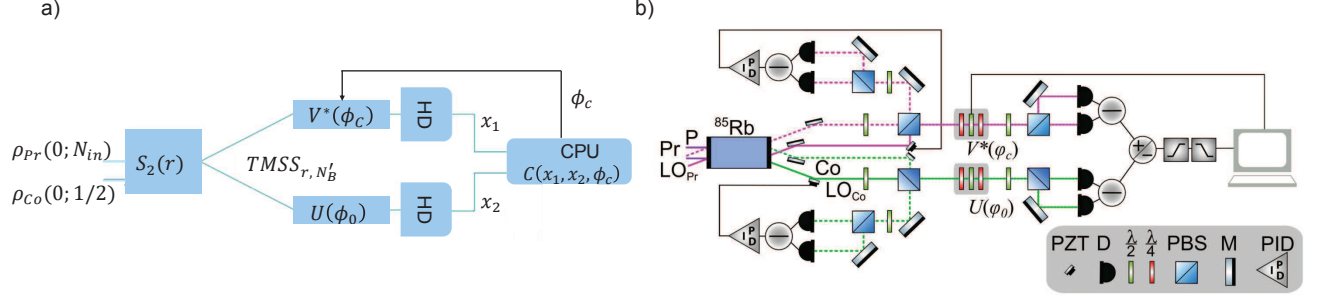 a)
ρ_Pr(0; N_in)
ρ_Co(0; 1/2)
S_2(r)
TMSS_{r, N'_B}
V*(ϕ_C)
U(ϕ_0)
HD
HD
x_1
x_2
ϕ_c
CPU
C(x_1, x_2, ϕ_c)
b)
P
I D
^85Rb
P
Pr
LO_Pr
Co
LO_Co
P
I D
V*(φ_c)
U(φ_0)
−
−
−
−
+ −
PZT D λ/2 λ/4 PBS M PID
P
I D